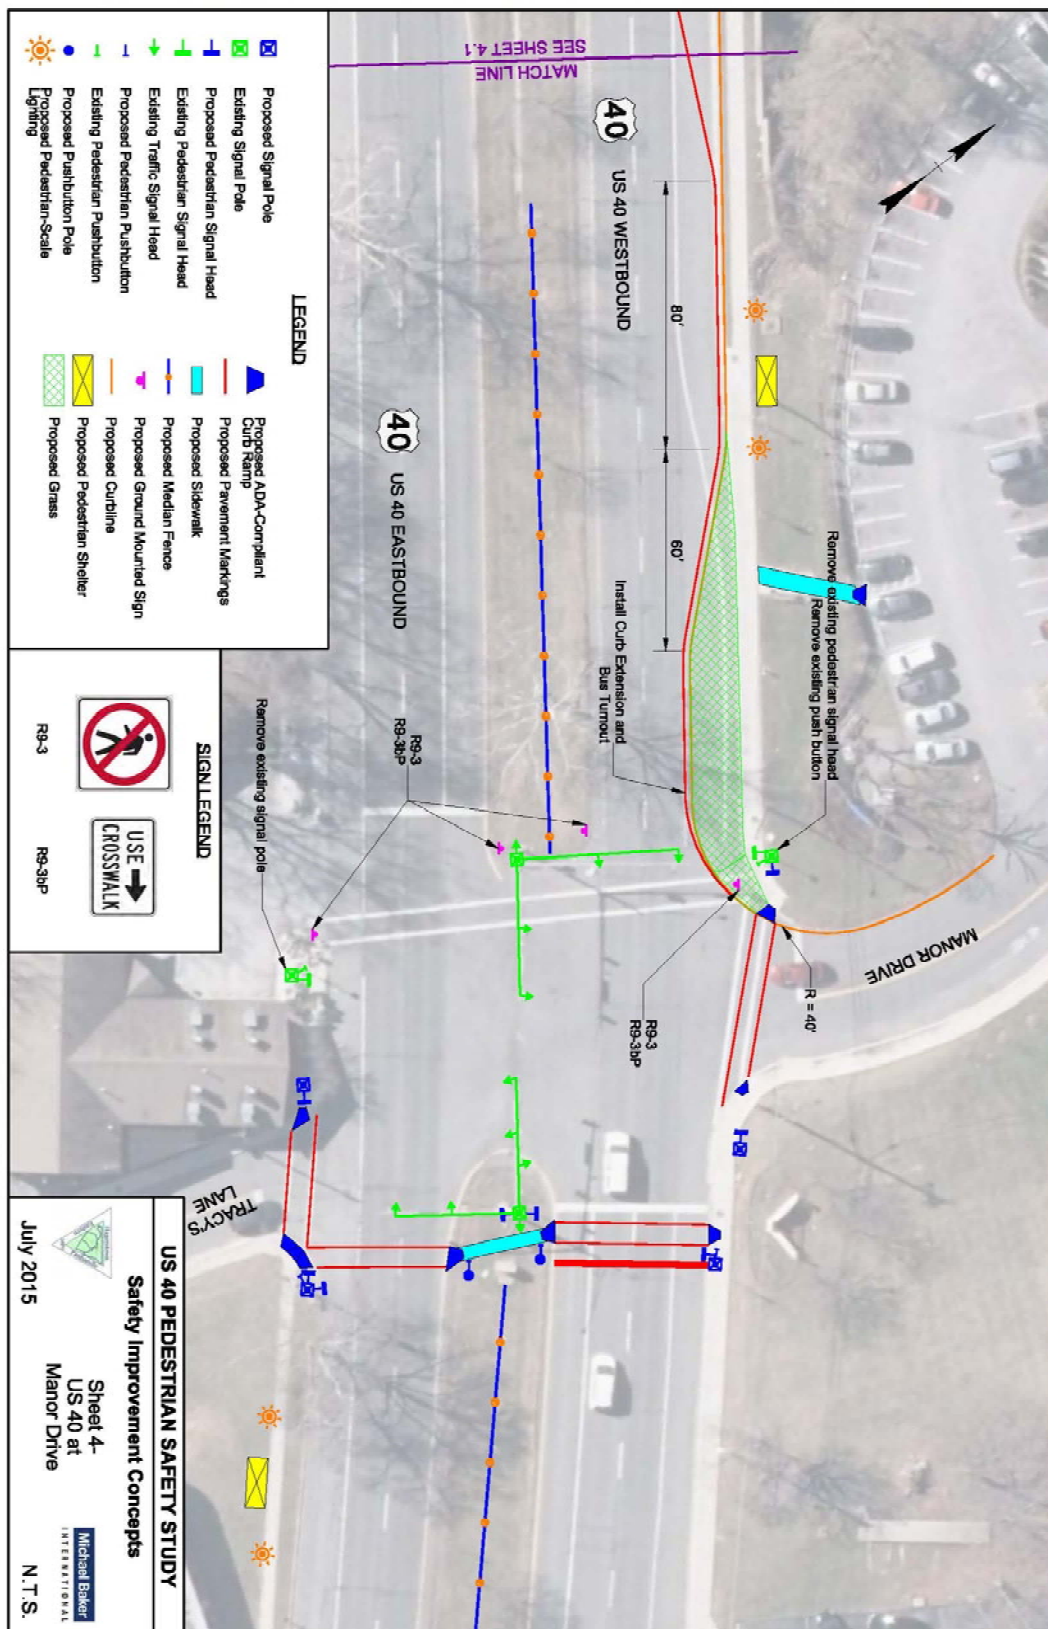 MATCH LINE
SEE SHEET 4.1
40
US 40 WESTBOUND
80'
60'
40
US 40 EASTBOUND
Install Curb Extension and
Bus Turnout
Remove existing pedestrian signal head
Remove existing push button
R9-3
R9-3bP
R9-3
R9-3bP
R = 40'
MANOR DRIVE
Remove existing signal pole
TRACY'S
LANE
LEGEND
Proposed Signal Pole
Existing Signal Pole
Proposed Pedestrian Signal Head
Existing Pedestrian Signal Head
Existing Traffic Signal Head
Proposed Pedestrian Pushbutton
Existing Pedestrian Pushbutton
Proposed Pushbutton Pole
Proposed Pedestrian-Scale
Lighting
Proposed ADA-Compliant
Curb Ramp
Proposed Pavement Markings
Proposed Sidewalk
Proposed Median Fence
Proposed Ground Mounted Sign
Proposed Curbline
Proposed Pedestrian Shelter
Proposed Grass
SIGN LEGEND
USE
CROSSWALK
R9-3
R9-3bP
US 40 PEDESTRIAN SAFETY STUDY
Safety Improvement Concepts
Sheet 4-
US 40 at
Manor Drive
Michael Baker
INTERNATIONAL
July 2015
N.T.S.